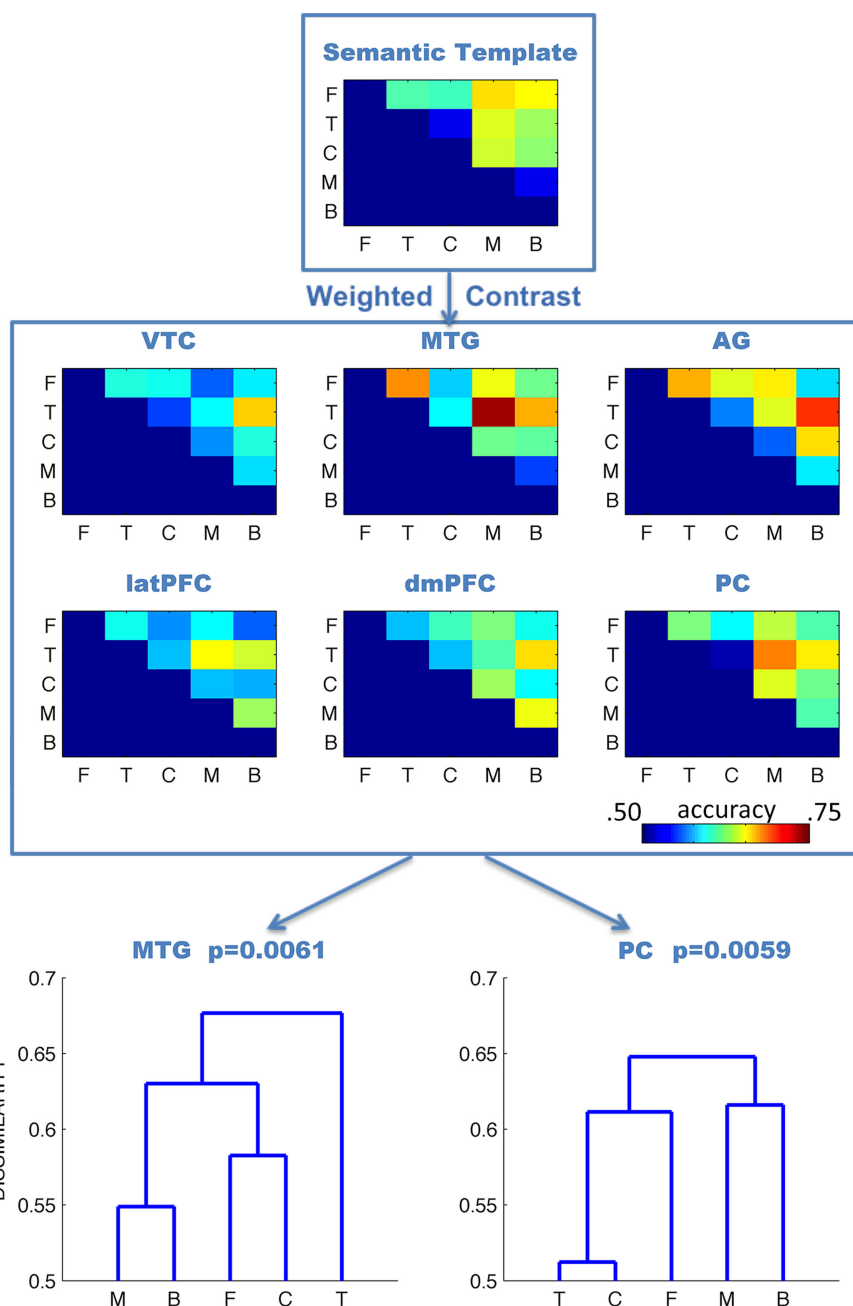 Semantic Template
F
T
C
M
B
F T C M B
Weighted Contrast
VTC MTG AG
F F F
T T T
C C C
M M M
B B B
F T C M B F T C M B F T C M B
latPFC dmPFC PC
F F F
T T T
C C C
M M M
B B B
F T C M B F T C M B F T C M B
.50 accuracy .75
MTG p=0.0061 PC p=0.0059
0.7 0.7
0.65 0.65
0.6 0.6
0.55 0.55
0.5 0.5
M B F C T T C F M B